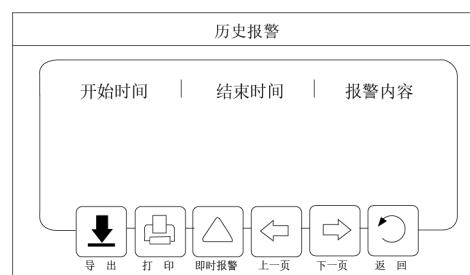 历史报警
开始时间 | 结束时间 | 报警内容
导 出 打 印 即时报警 上一页 下一页 返 回